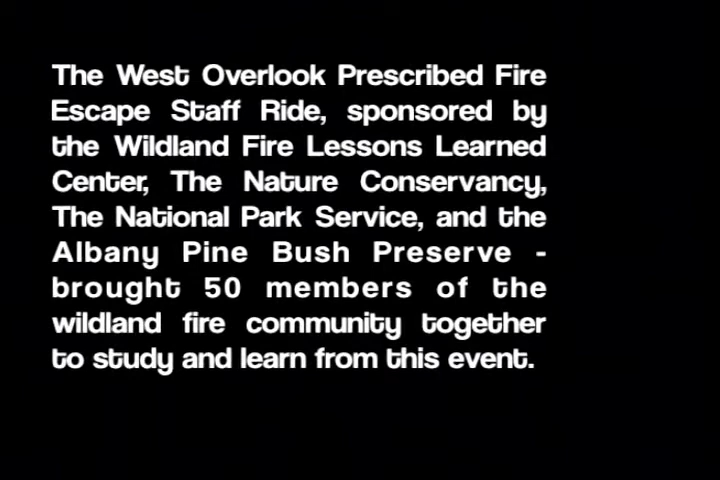 The West Overlook Prescribed Fire
Escape Staff Ride, sponsored by
the Wildland Fire Lessons Learned
Center, The Nature Conservancy,
The National Park Service, and the
Albany Pine Bush Preserve -
brought 50 members of the
wildland fire community together
to study and learn from this event.